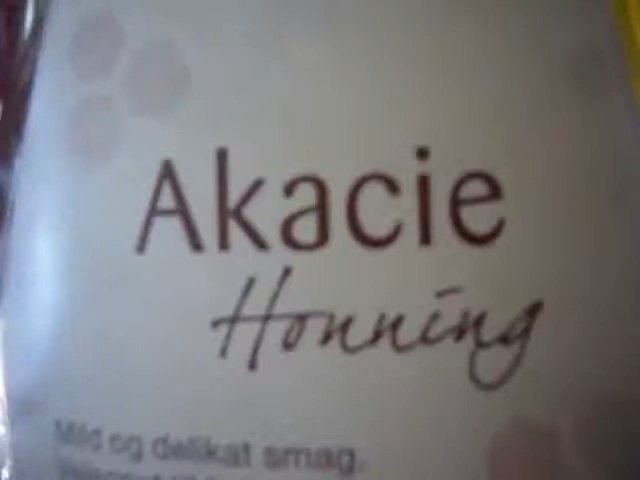 Akacie
Honning
Mild og delikat smag.